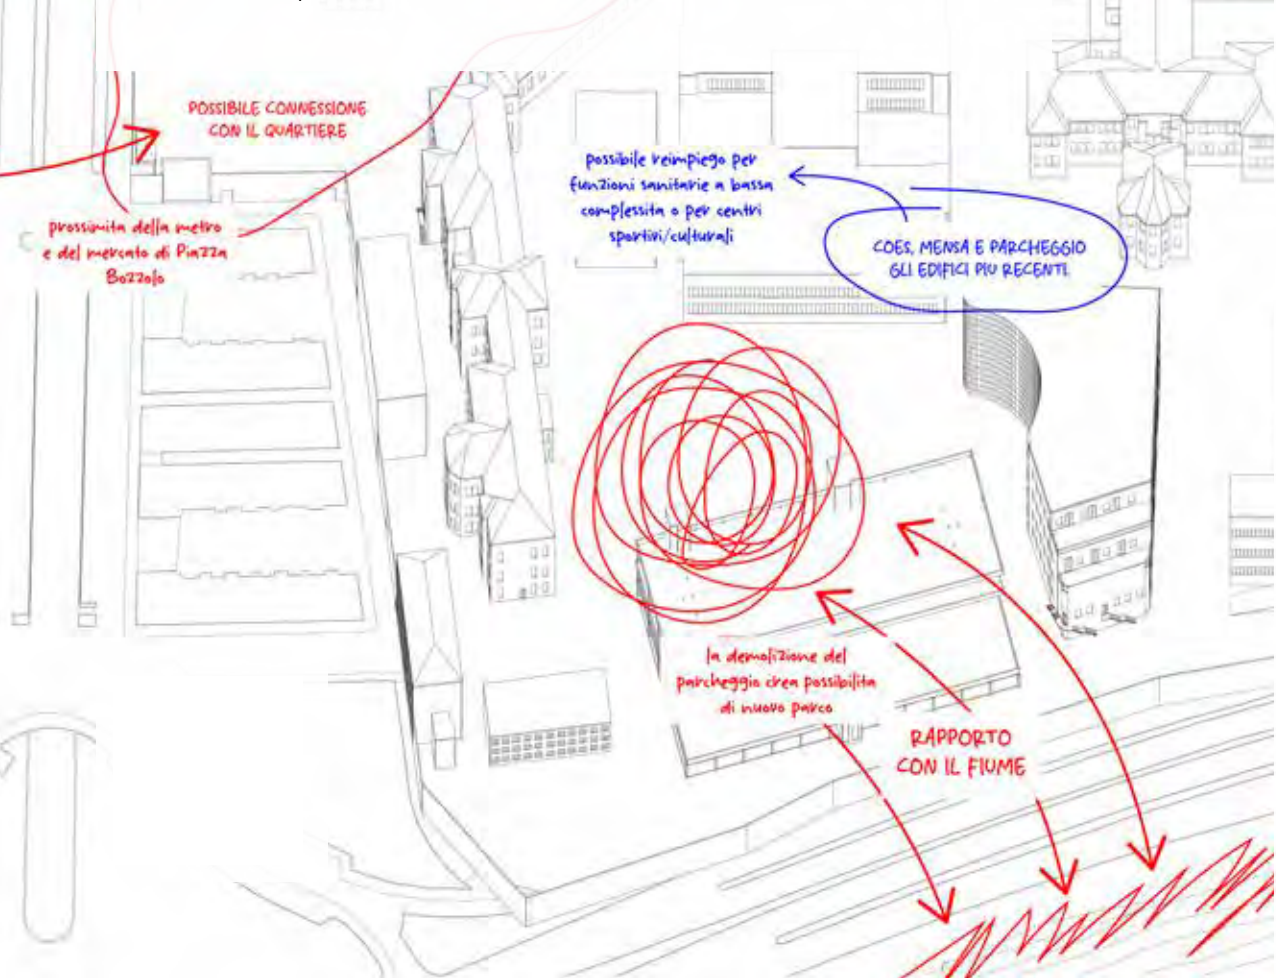 POSSIBILE CONNESSIONE
CON IL QUARTIERE
prossimita della metro
e del mercato di Piazza
Bozzolo
possibile reimpiego per
funzioni sanitarie a bassa
complessita o per centri
sportivi/culturali
COES, MENSA E PARCHEGGIO
GLI EDIFICI PIU RECENTI
la demolizione del
parcheggio crea possibilita
di nuovo parco
RAPPORTO
CON IL FIUME